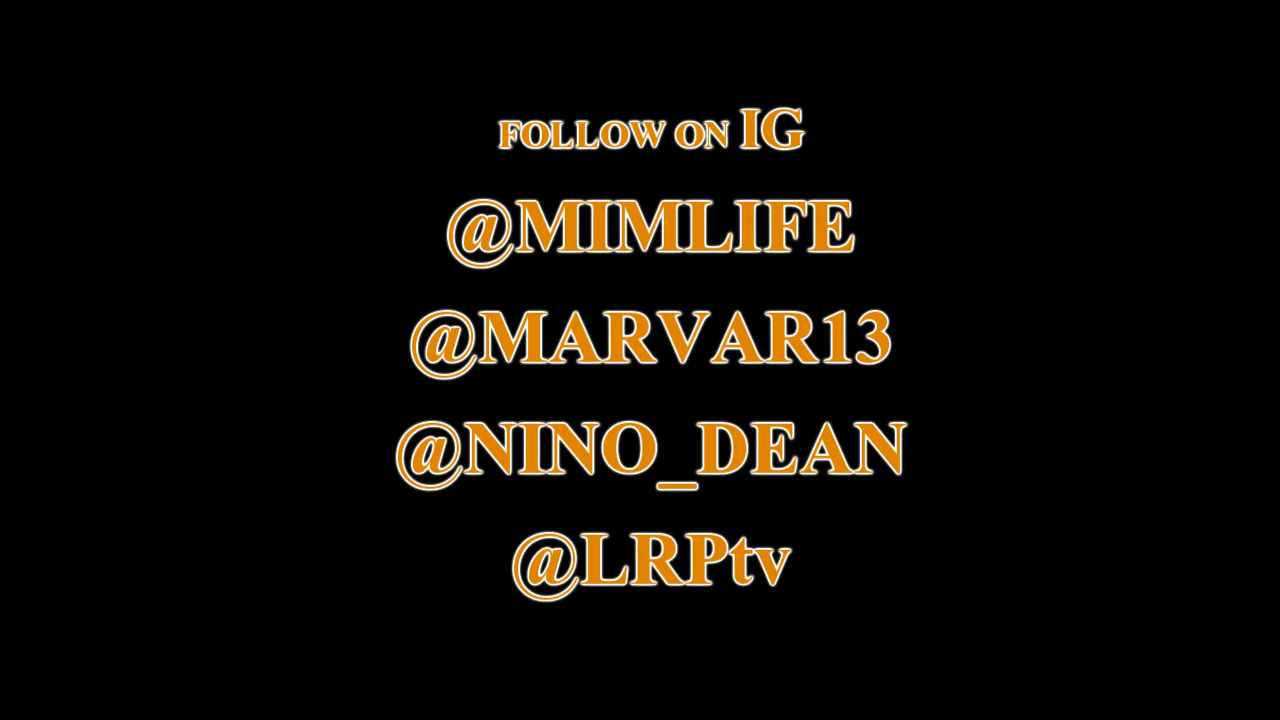 FOLLOW ON IG
@MIMLIFE
@MARVAR13
@NINO_DEAN
@LRPtv